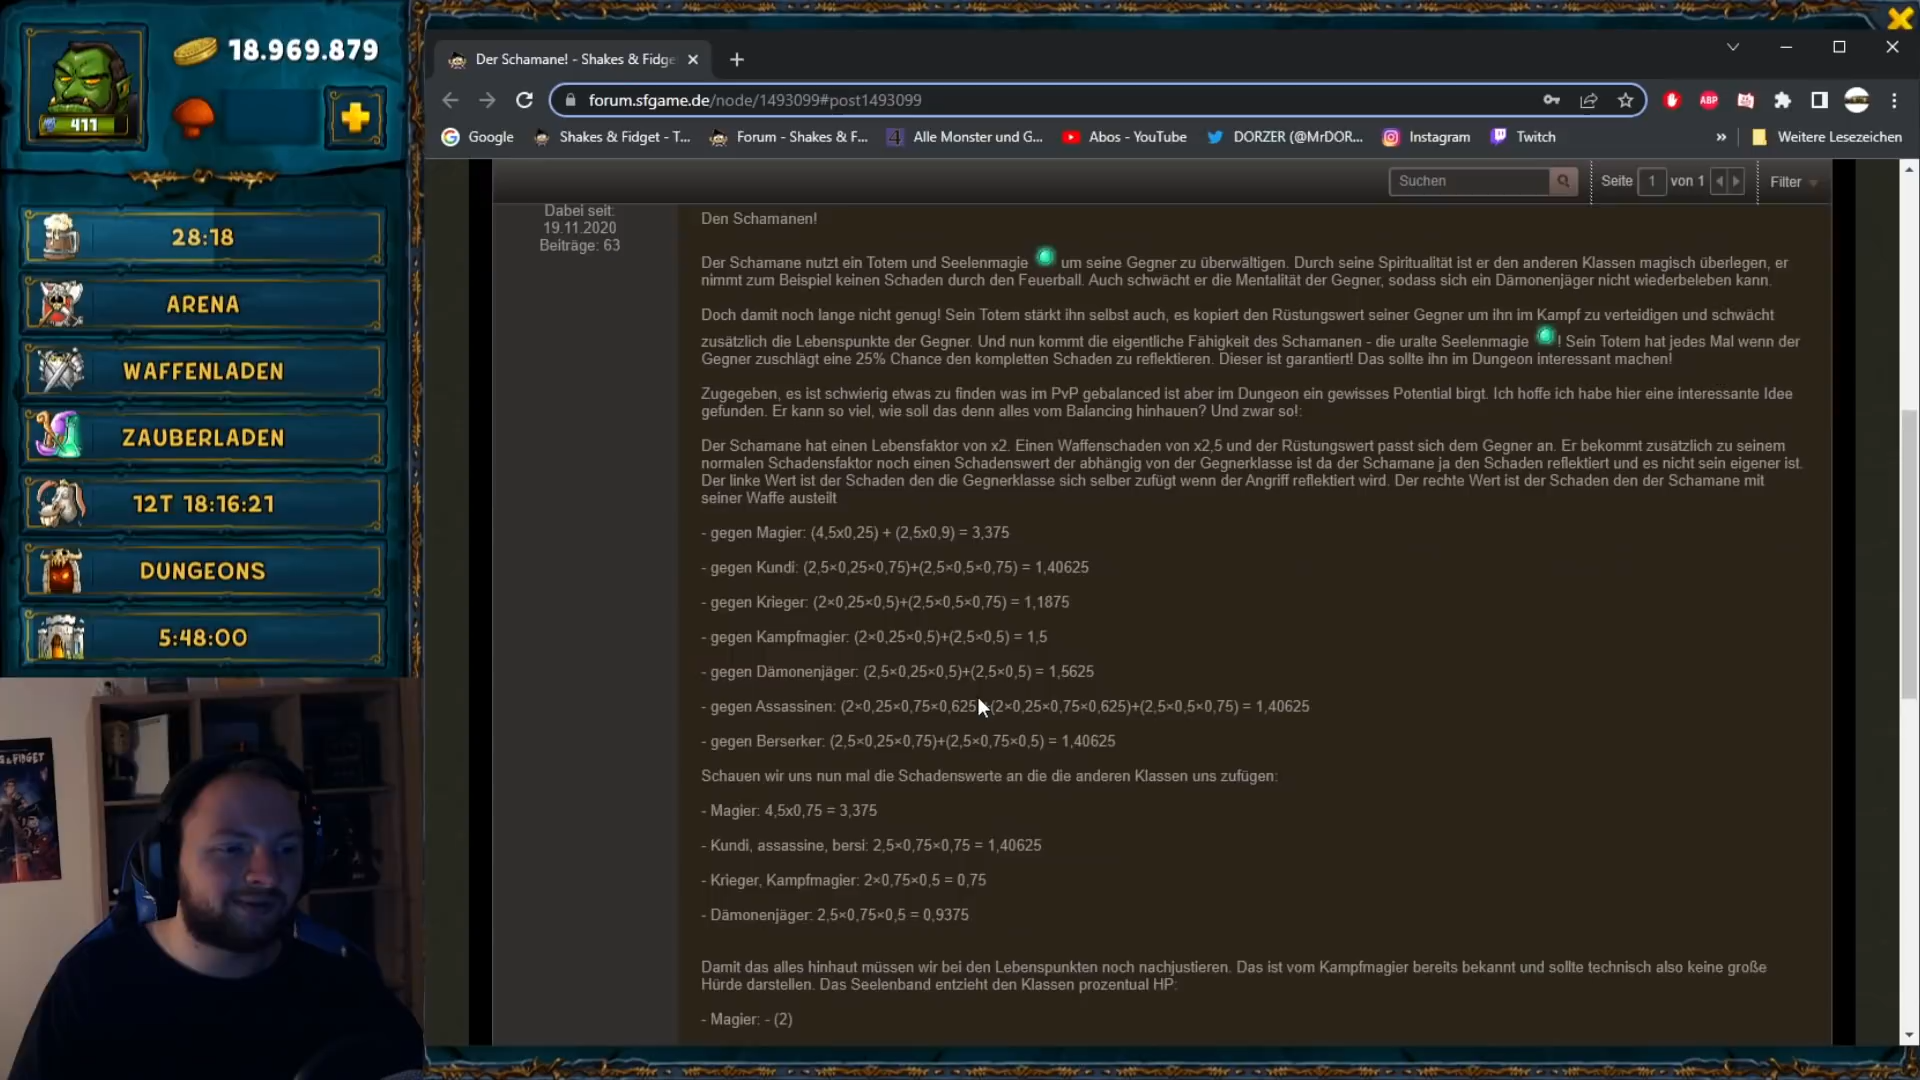 18.969.879
411
28:18
ARENA
WAFFENLADEN
ZAUBERLADEN
12T 18:16:21
DUNGEONS
5:48:00
Der Schamane! - Shakes & Fidge
forum.sfgame.de/node/1493099#post1493099
ABP
Google
Shakes & Fidget - T...
Forum - Shakes & F...
Alle Monster und G...
Abos - YouTube
DORZER (@MrDOR...
Instagram
Twitch
»
Weitere Lesezeichen
Suchen
Seite 1 von 1
Filter
Dabei seit:
19.11.2020
Beiträge: 63
Den Schamanen!
Der Schamane nutzt ein Totem und Seelenmagie um seine Gegner zu überwältigen. Durch seine Spiritualität ist er den anderen Klassen magisch überlegen, er
nimmt zum Beispiel keinen Schaden durch den Feuerball. Auch schwächt er die Mentalität der Gegner, sodass sich ein Dämonenjäger nicht wiederbeleben kann.
Doch damit noch lange nicht genug! Sein Totem stärkt ihn selbst auch, es kopiert den Rüstungswert seiner Gegner um ihn im Kampf zu verteidigen und schwächt
zusätzlich die Lebenspunkte der Gegner. Und nun kommt die eigentliche Fähigkeit des Schamanen - die uralte Seelenmagie ! Sein Totem hat jedes Mal wenn der
Gegner zuschlägt eine 25% Chance den kompletten Schaden zu reflektieren. Dieser ist garantiert! Das sollte ihn im Dungeon interessant machen!
Zugegeben, es ist schwierig etwas zu finden was im PvP gebalanced ist aber im Dungeon ein gewisses Potential birgt. Ich hoffe ich habe hier eine interessante Idee
gefunden. Er kann so viel, wie soll das denn alles vom Balancing hinhauen? Und zwar so!:
Der Schamane hat einen Lebensfaktor von x2. Einen Waffenschaden von x2,5 und der Rüstungswert passt sich dem Gegner an. Er bekommt zusätzlich zu seinem
normalen Schadensfaktor noch einen Schadenswert der abhängig von der Gegnerklasse ist da der Schamane ja den Schaden reflektiert und es nicht sein eigener ist.
Der linke Wert ist der Schaden den die Gegnerklasse sich selber zufügt wenn der Angriff reflektiert wird. Der rechte Wert ist der Schaden den der Schamane mit
seiner Waffe austeilt
- gegen Magier: (4,5x0,25) + (2,5x0,9) = 3,375
- gegen Kundi: (2,5×0,25×0,75)+(2,5×0,5×0,75) = 1,40625
- gegen Krieger: (2×0,25×0,5)+(2,5×0,5×0,75) = 1,1875
- gegen Kampfmagier: (2×0,25×0,5)+(2,5×0,5) = 1,5
- gegen Dämonenjäger: (2,5×0,25×0,5)+(2,5×0,5) = 1,5625
- gegen Assassinen: (2×0,25×0,75×0,625 (2×0,25×0,75×0,625)+(2,5×0,5×0,75) = 1,40625
- gegen Berserker: (2,5×0,25×0,75)+(2,5×0,75×0,5) = 1,40625
Schauen wir uns nun mal die Schadenswerte an die die anderen Klassen uns zufügen:
- Magier: 4,5x0,75 = 3,375
- Kundi, assassine, bersi: 2,5×0,75×0,75 = 1,40625
- Krieger, Kampfmagier: 2×0,75×0,5 = 0,75
- Dämonenjäger: 2,5×0,75×0,5 = 0,9375
Damit das alles hinhaut müssen wir bei den Lebenspunkten noch nachjustieren. Das ist vom Kampfmagier bereits bekannt und sollte technisch also keine große
Hürde darstellen. Das Seelenband entzieht den Klassen prozentual HP:
- Magier: - (2)